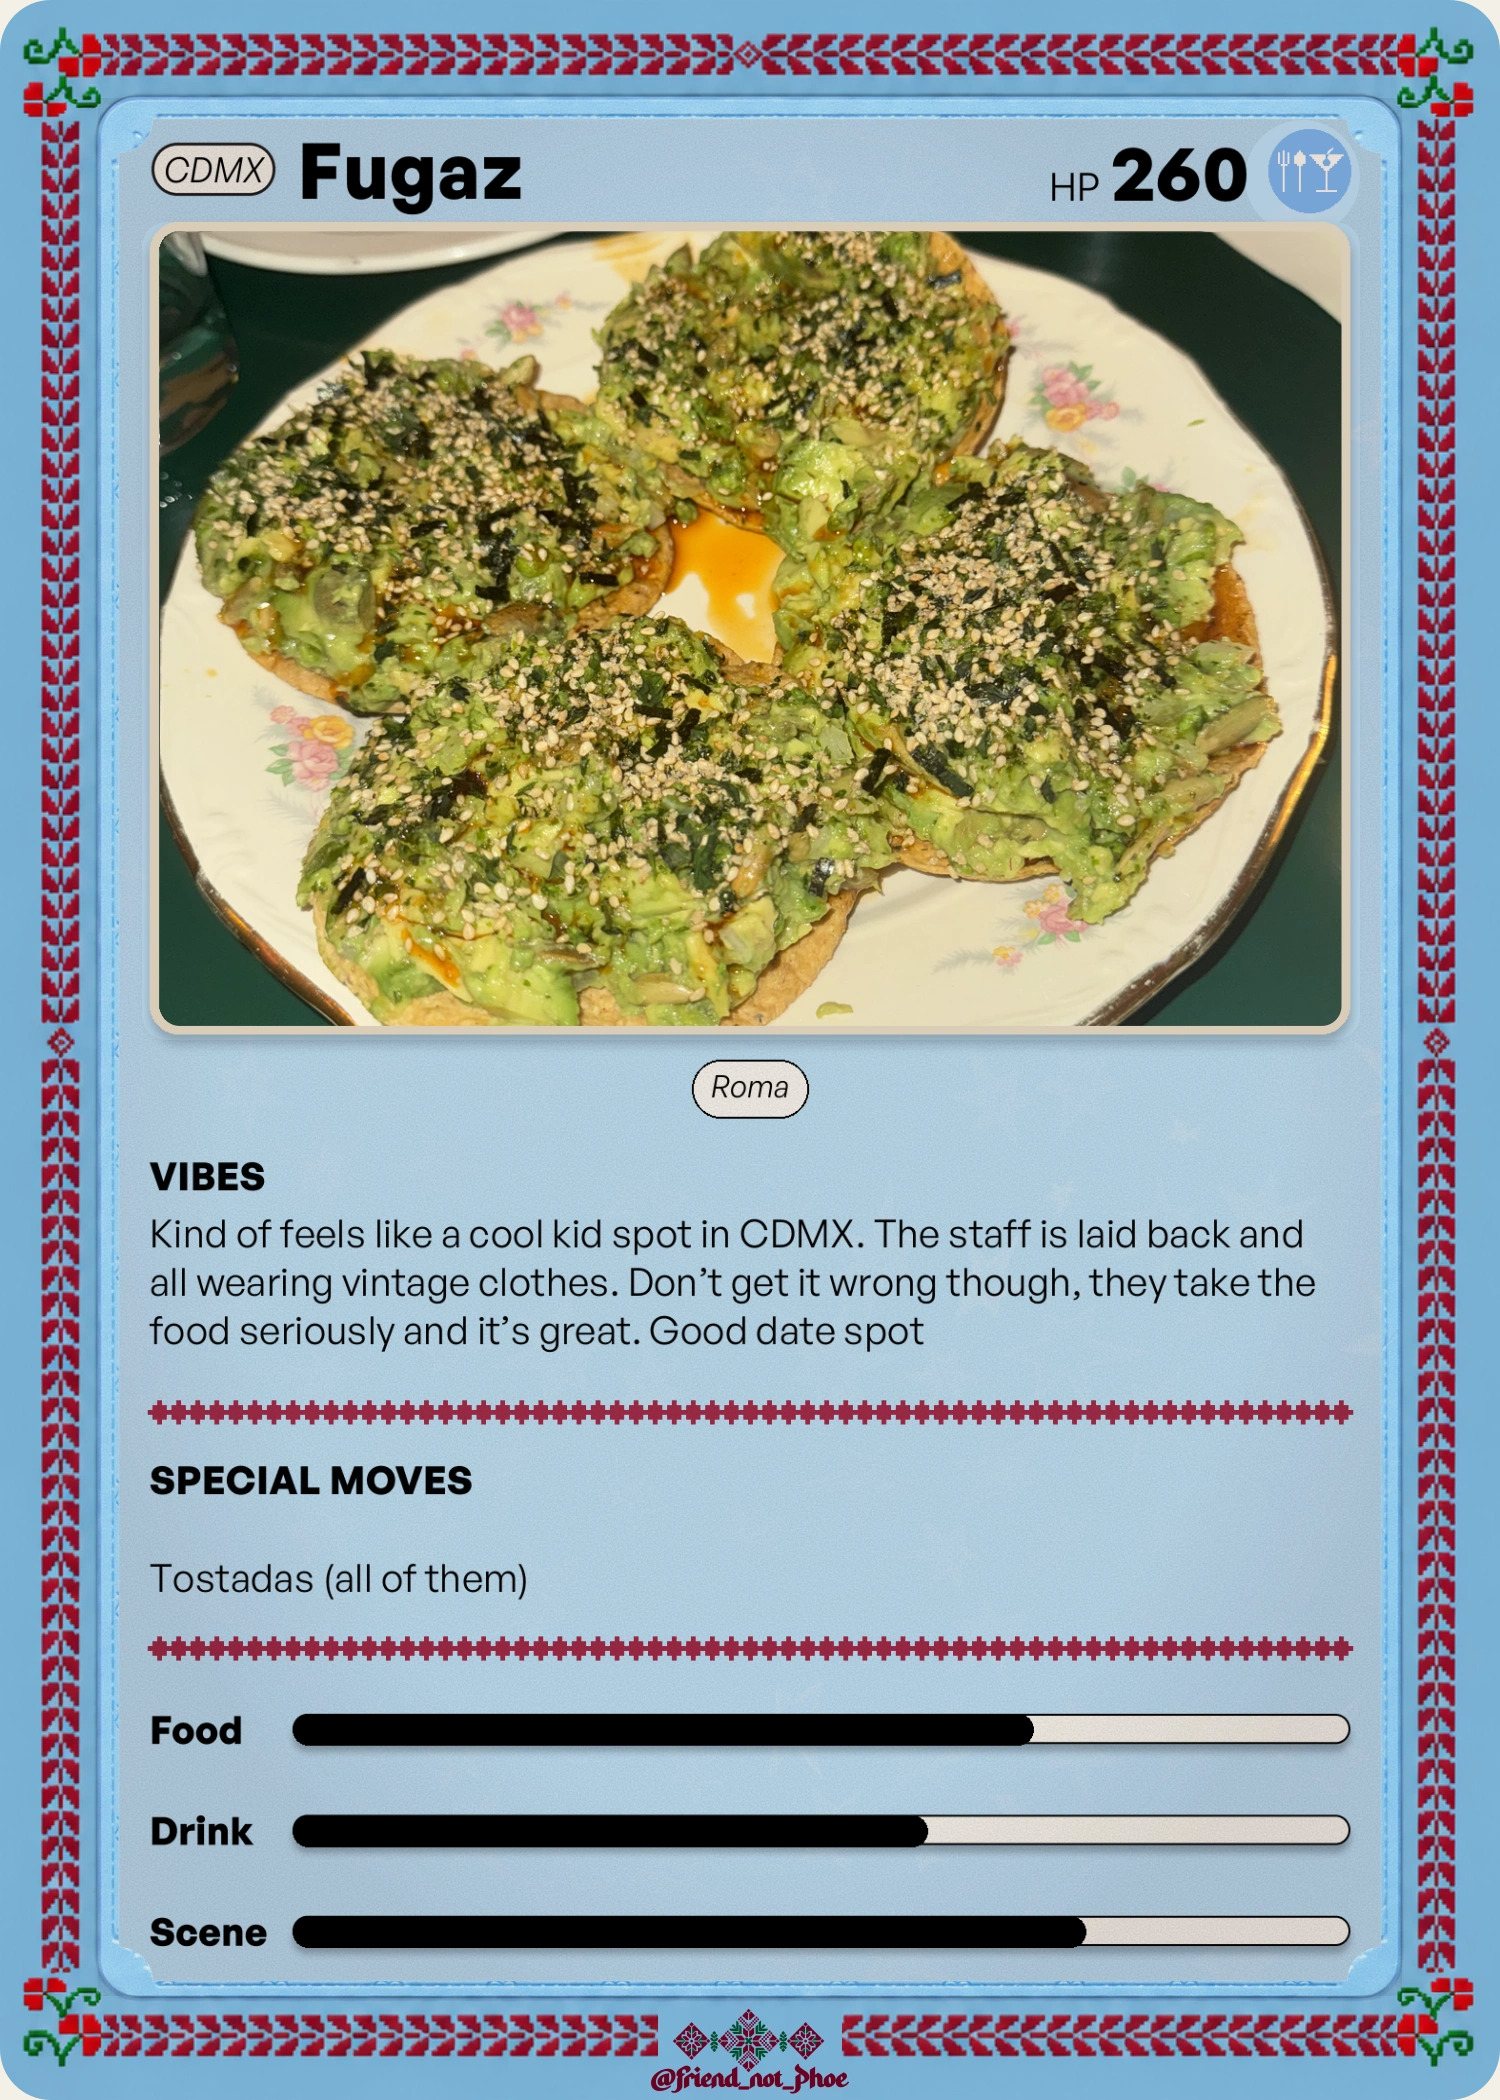 CDMX Fugaz HP 260
Roma
VIBES
Kind of feels like a cool kid spot in CDMX. The staff is laid back and
all wearing vintage clothes. Don’t get it wrong though, they take the
food seriously and it’s great. Good date spot
SPECIAL MOVES
Tostadas (all of them)
Food
Drink
Scene
@friend_not_Phoe